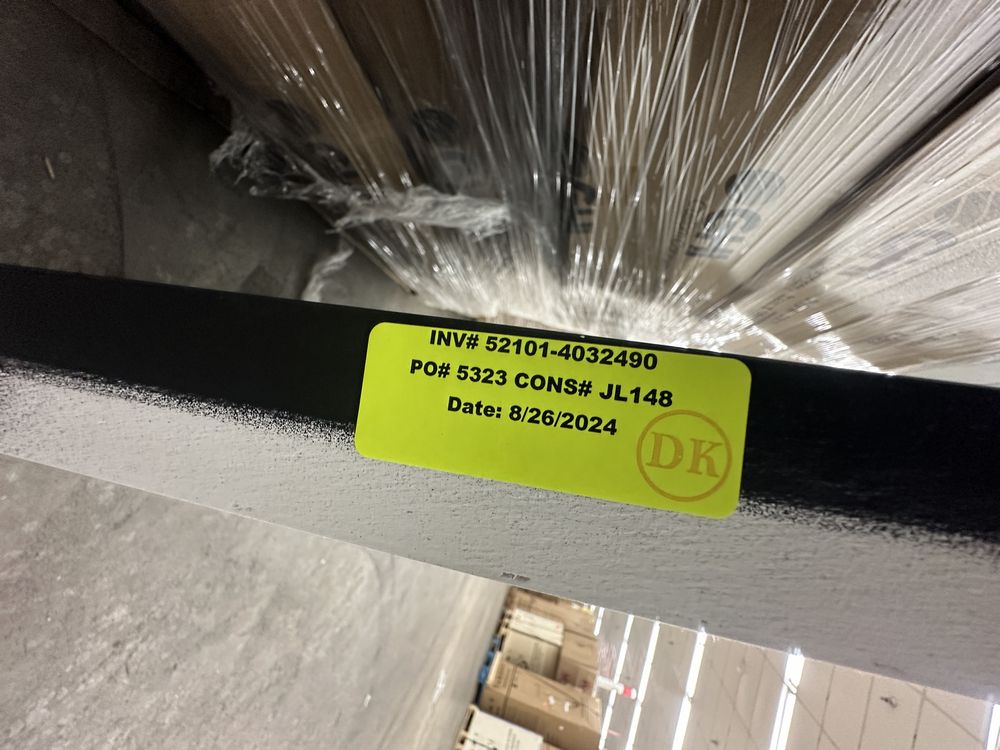 INV# 52101-4032490
PO# 5323 CONS# JL148
Date: 8/26/2024
DK